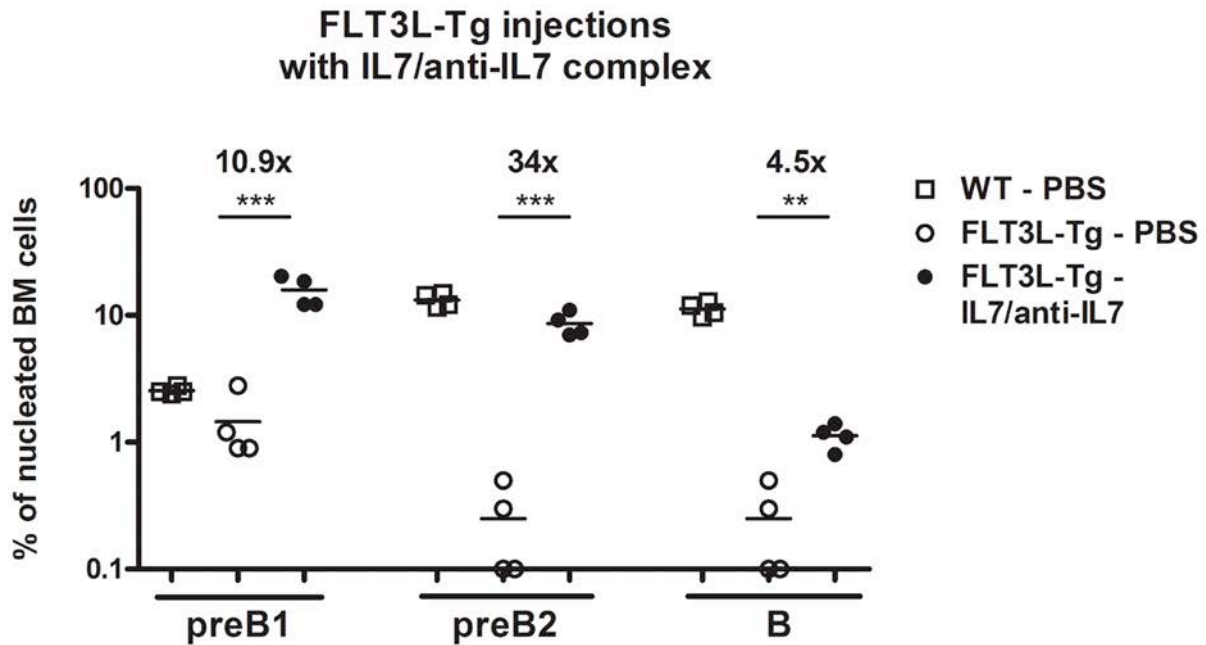 FLT3L-Tg injections
with IL7/anti-IL7 complex
10.9x
34x
4.5x
***
***
**
% of nucleated BM cells
100
10
1
0.1
preB1
preB2
B
WT - PBS
FLT3L-Tg - PBS
FLT3L-Tg -
IL7/anti-IL7